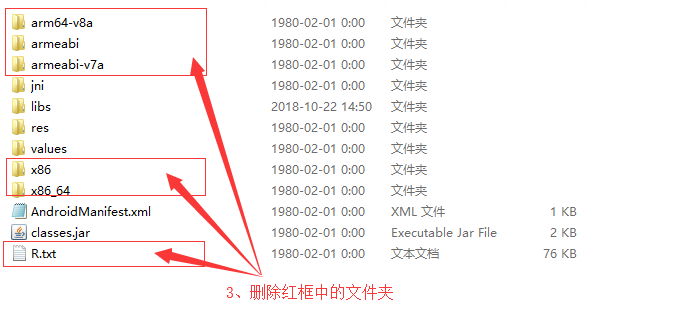 arm64-v8a 1980-02-01 0:00 文件夹
armeabi 1980-02-01 0:00 文件夹
armeabi-v7a 1980-02-01 0:00 文件夹
jni 1980-02-01 0:00 文件夹
libs 2018-10-22 14:50 文件夹
res 1980-02-01 0:00 文件夹
values 1980-02-01 0:00 文件夹
x86 1980-02-01 0:00 文件夹
x86_64 1980-02-01 0:00 文件夹
AndroidManifest.xml 1980-02-01 0:00 XML 文件 1 KB
classes.jar 1980-02-01 0:00 Executable Jar File 2 KB
R.txt 1980-02-01 0:00 文本文档 76 KB
3、删除红框中的文件夹